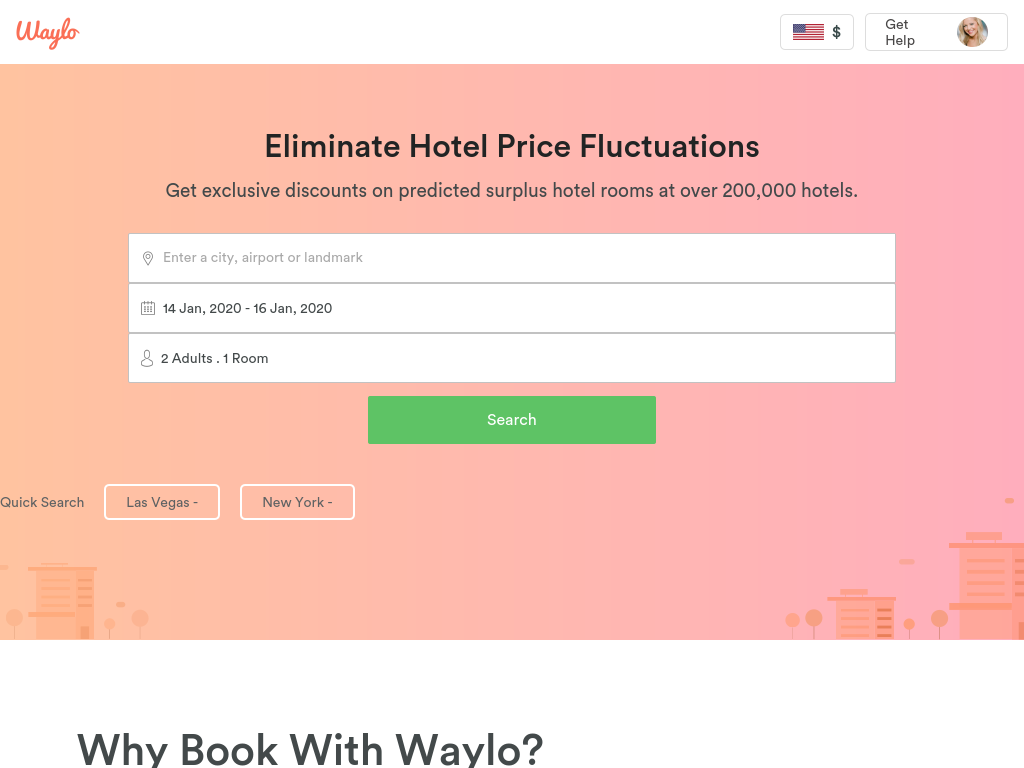 Waylo
$
Get
Help
Eliminate Hotel Price Fluctuations
Get exclusive discounts on predicted surplus hotel rooms at over 200,000 hotels.
Enter a city, airport or landmark
14 Jan, 2020 - 16 Jan, 2020
2 Adults . 1 Room
Search
Quick Search
Las Vegas -
New York -
Why Book With Waylo?